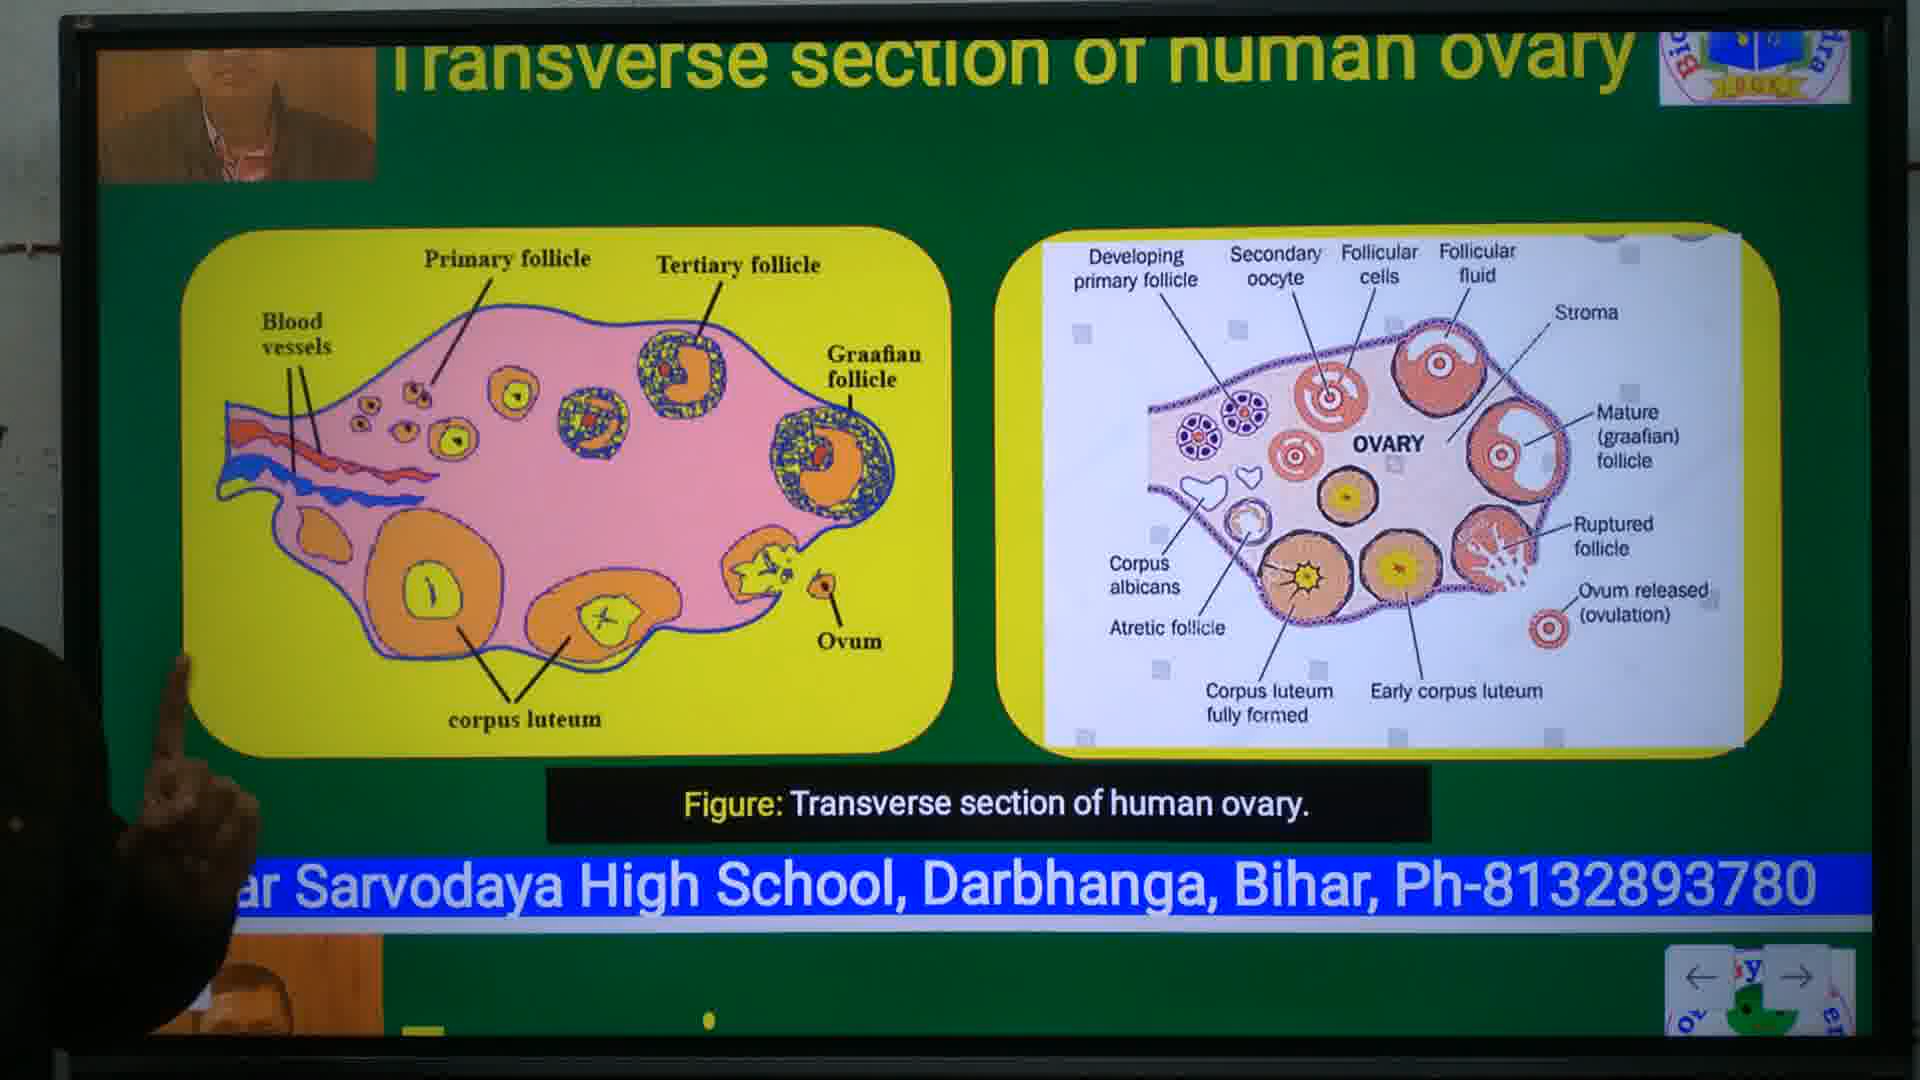 Transverse section of human ovary
Primary follicle
Tertiary follicle
Blood
vessels
Graafian
follicle
Ovum
corpus luteum
Developing
primary follicle
Secondary
oocyte
Follicular
cells
Follicular
fluid
Stroma
OVARY
Mature
(graafian)
follicle
Ruptured
follicle
Ovum released
(ovulation)
Corpus
albicans
Atretic follicle
Corpus luteum
fully formed
Early corpus luteum
Figure: Transverse section of human ovary.
ar Sarvodaya High School, Darbhanga, Bihar, Ph-8132893780